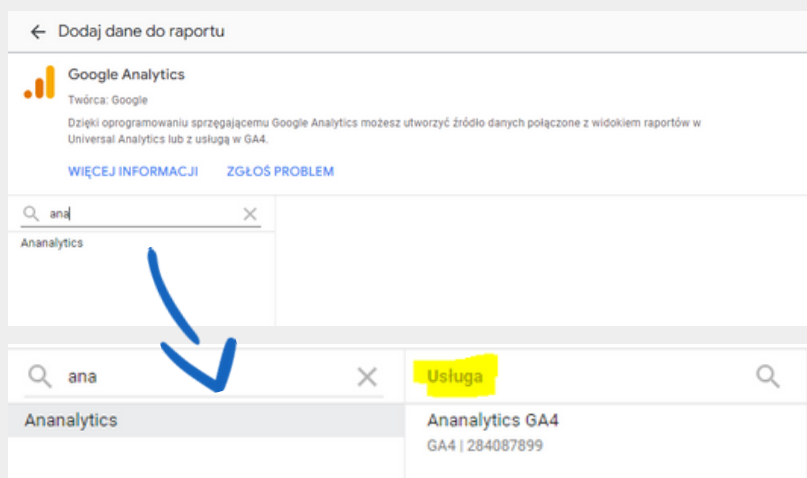 Dodaj dane do raportu
Google Analytics
Twórca: Google
Dzięki oprogramowaniu sprzęgającemu Google Analytics możesz utworzyć źródło danych połączone z widokiem raportów w
Universal Analytics lub z usługą w GA4.
WIĘCEJ INFORMACJI ZGŁOŚ PROBLEM
ana
Ananalytics
ana
Usługa
Ananalytics
Ananalytics GA4
GA4 | 284087899